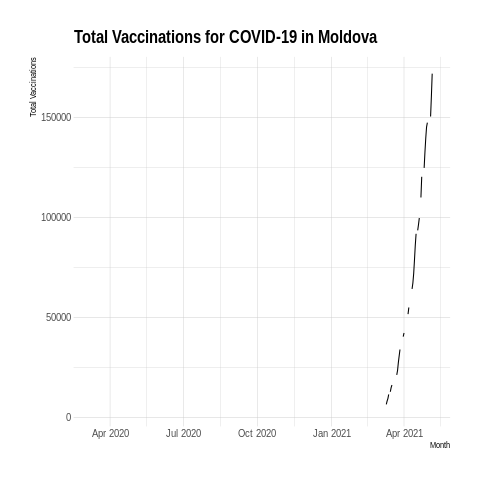 Total Vaccinations for COVID-19 in Moldova
Total Vaccinations
150000
100000
50000
0
Apr 2020 Jul 2020 Oct 2020 Jan 2021 Apr 2021
Month